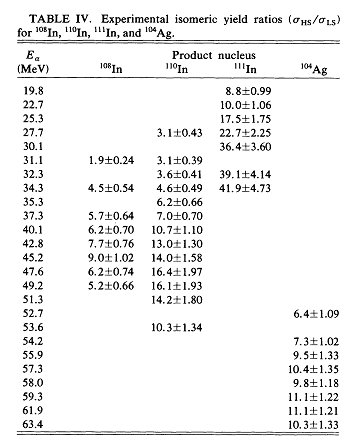 TABLE IV. Experimental isomeric yield ratios (σHS/σLS)
for ¹⁰⁸In, ¹¹⁰In, ¹¹¹In, and ¹⁰⁴Ag.
Eα Product nucleus
(MeV) ¹⁰⁸In ¹¹⁰In ¹¹¹In ¹⁰⁴Ag
19.8 8.8±0.99
22.7 10.0±1.06
25.3 17.5±1.75
27.7 3.1±0.43 22.7±2.25
30.1 36.4±3.60
31.1 1.9±0.24 3.1±0.39
32.3 3.6±0.41 39.1±4.14
34.3 4.5±0.54 4.6±0.49 41.9±4.73
35.3 6.2±0.66
37.3 5.7±0.64 7.0±0.70
40.1 6.2±0.70 10.7±1.10
42.8 7.7±0.76 13.0±1.30
45.2 9.0±1.02 14.0±1.58
47.6 6.2±0.74 16.4±1.97
49.2 5.2±0.66 16.1±1.93
51.3 14.2±1.80
52.7 6.4±1.09
53.6 10.3±1.34
54.2 7.3±1.02
55.9 9.5±1.33
57.3 10.4±1.35
58.0 9.8±1.18
59.3 11.1±1.22
61.9 11.1±1.21
63.4 10.3±1.33